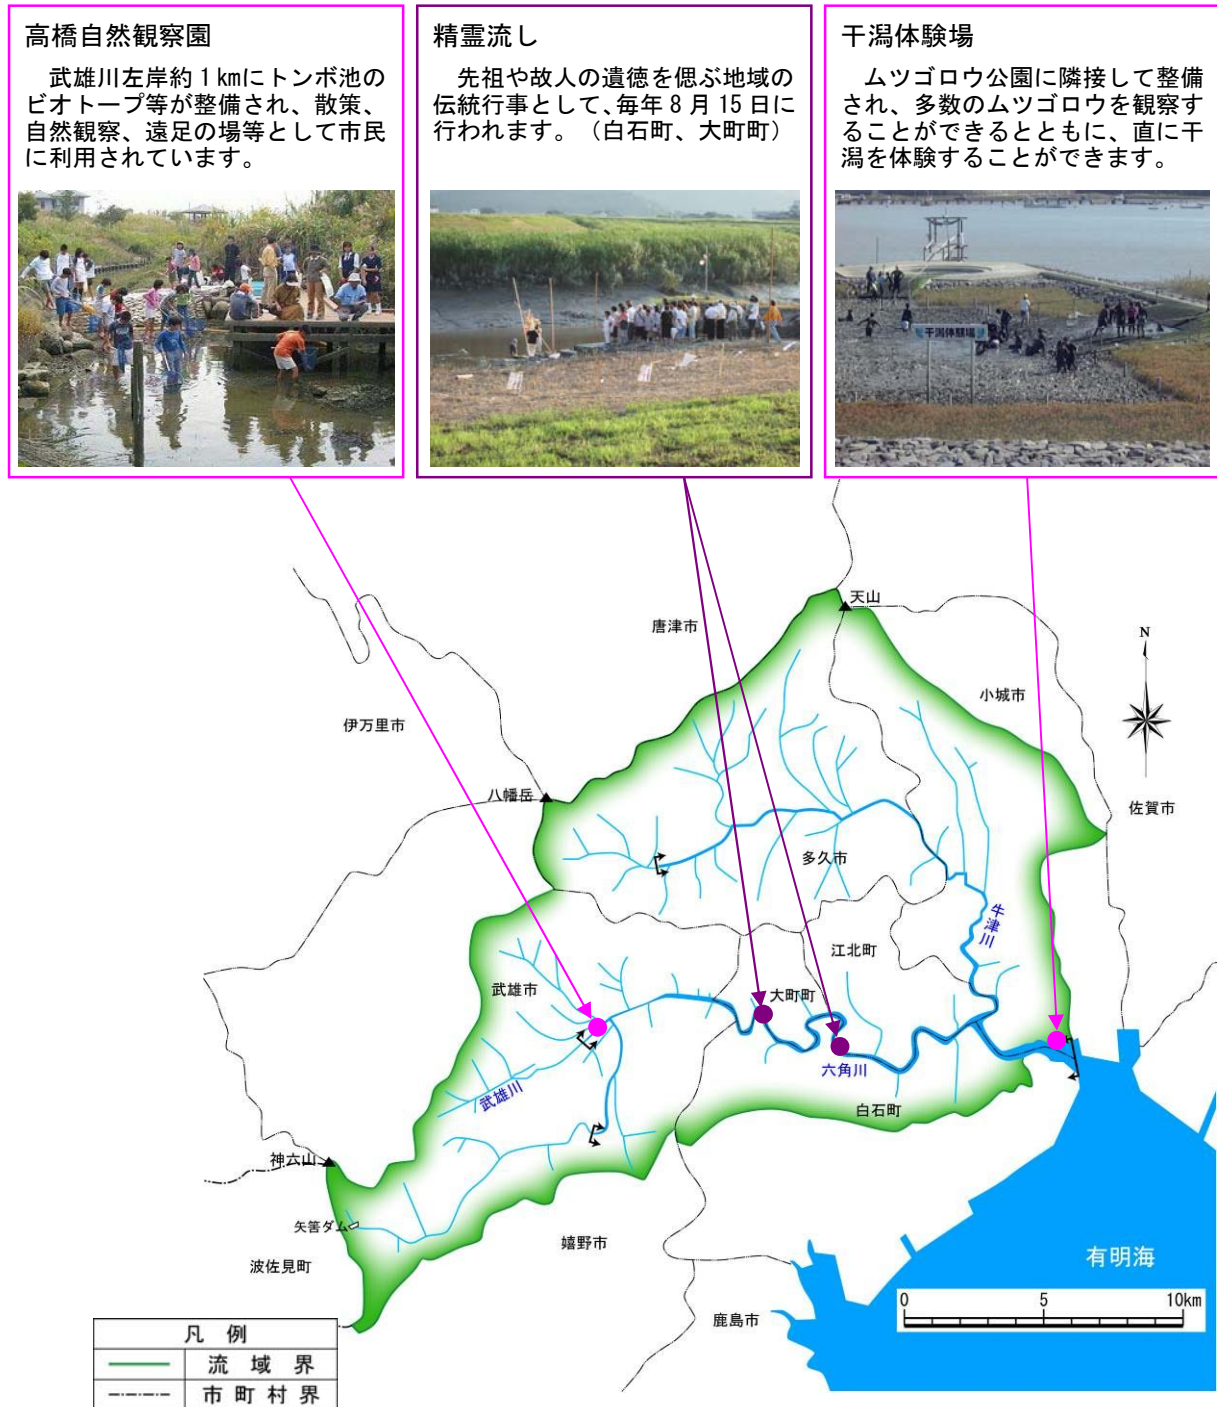 高橋自然観察園
武雄川左岸約1kmにトンボ池の
ビオトープ等が整備され、散策、
自然観察、遠足の場等として市民
に利用されています。
精霊流し
先祖や故人の遺徳を偲ぶ地域の
伝統行事として、毎年8月15日に
行われます。（白石町、大町町）
干潟体験場
ムツゴロウ公園に隣接して整備
され、多数のムツゴロウを観察す
ることができるとともに、直に干
潟を体験することができます。
干潟体験場
天山
唐津市
N
小城市
伊万里市
八幡岳
佐賀市
多久市
牛津川
江北町
武雄市
大町町
六角川
武雄川
白石町
神六山
矢筈ダム
嬉野市
波佐見町
有明海
0 5 10km
鹿島市
凡 例
流 域 界
市 町 村 界